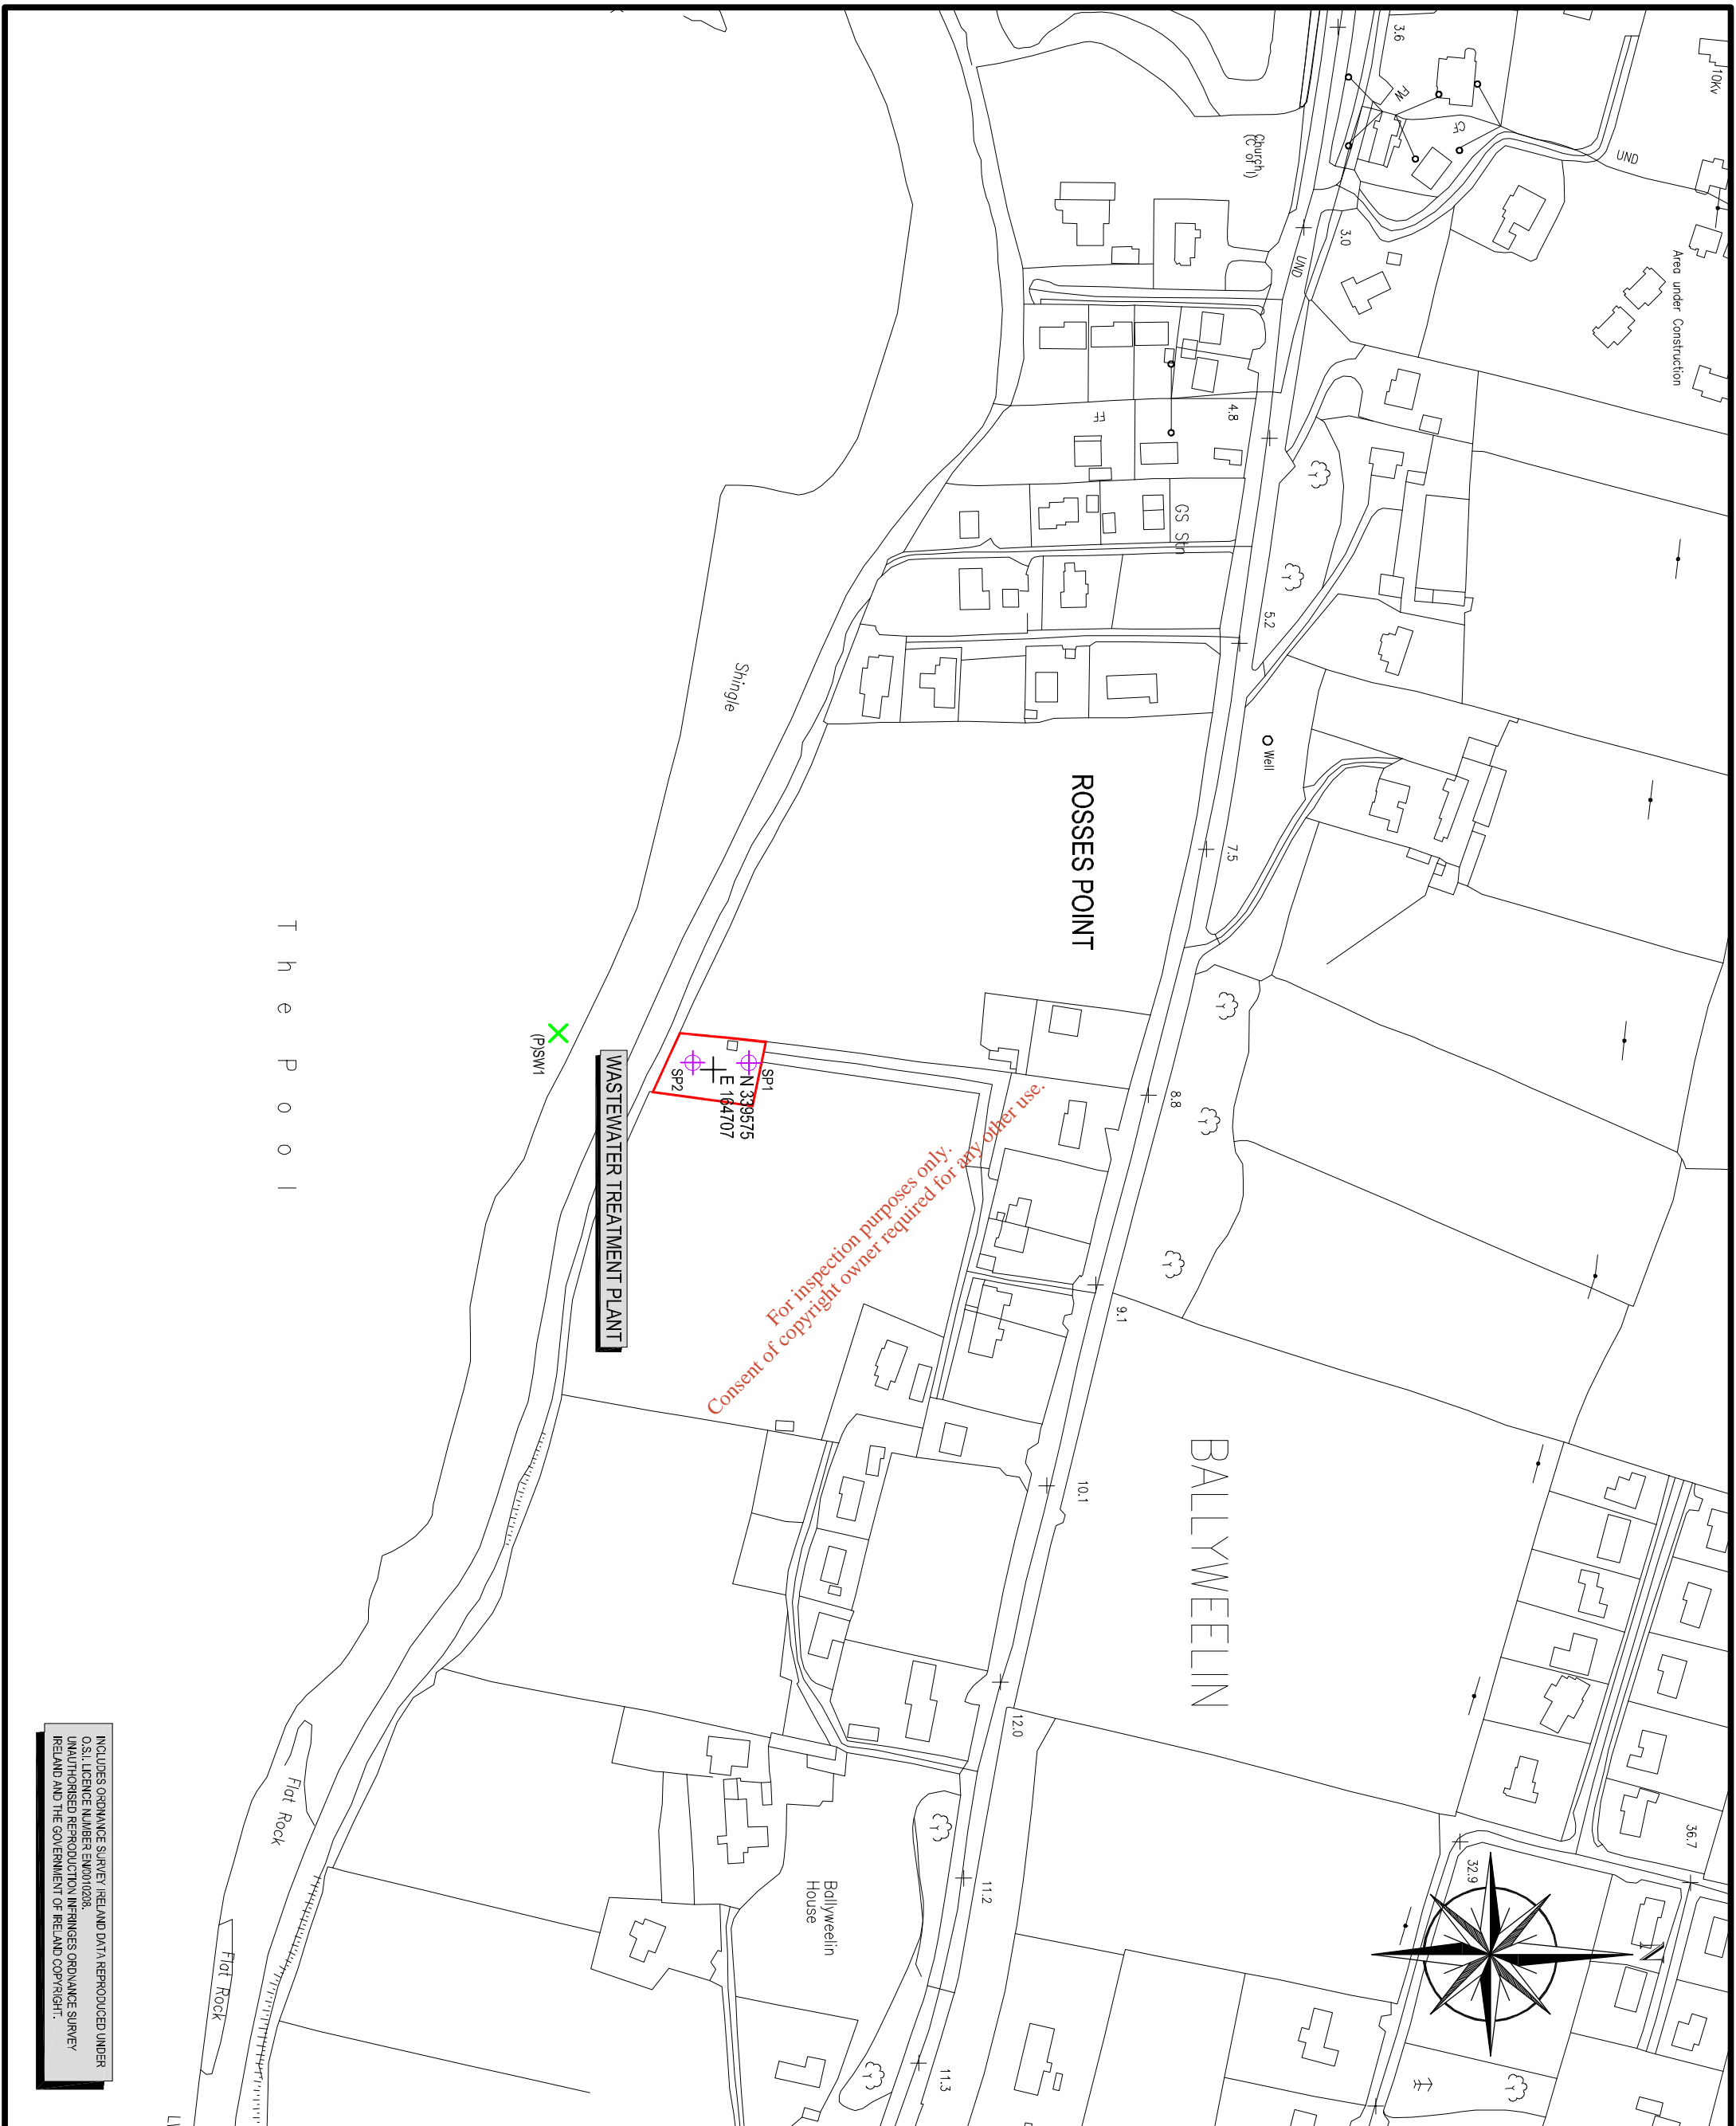 10Kv
3.6
FW
UND
Church
(C of I)
3.0
UND
Area under Construction
4.8
GS Stn
5.2
Shingle
Well
ROSSES POINT
7.5
The Pool
(P)SW1
SP1
SP2
N 339575
E 164707
WASTEWATER TREATMENT PLANT
8.8
For inspection purposes only.
Consent of copyright owner required for any other use.
9.1
BALLYWEELIN
10.1
12.0
36.7
32.9
N
Ballyweelin
House
11.2
Flat Rock
Flat Rock
11.3
INCLUDES ORDNANCE SURVEY IRELAND DATA REPRODUCED UNDER
O.S.I. LICENCE NUMBER EN/0010208.
UNAUTHORISED REPRODUCTION INFRINGES ORDNANCE SURVEY
IRELAND AND THE GOVERNMENT OF IRELAND COPYRIGHT.